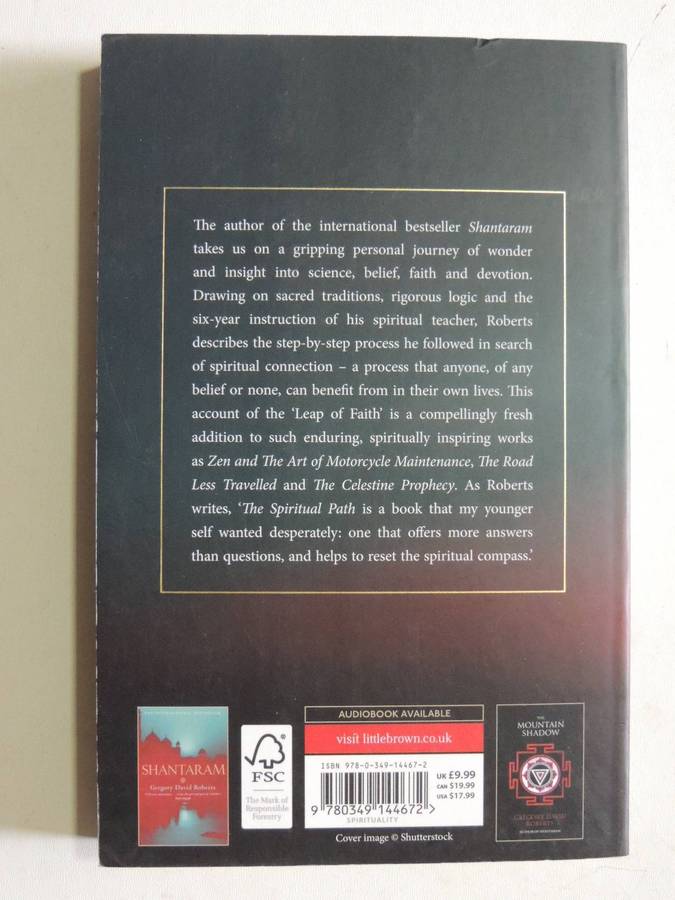 The author of the international bestseller Shantaram
takes us on a gripping personal journey of wonder
and insight into science, belief, faith and devotion.
Drawing on sacred traditions, rigorous logic and the
six-year instruction of his spiritual teacher, Roberts
describes the step-by-step process he followed in search
of spiritual connection – a process that anyone, of any
belief or none, can benefit from in their own lives. This
account of the ‘Leap of Faith’ is a compellingly fresh
addition to such enduring, spiritually inspiring works
as Zen and The Art of Motorcycle Maintenance, The Road
Less Travelled and The Celestine Prophecy. As Roberts
writes, ‘The Spiritual Path is a book that my younger
self wanted desperately: one that offers more answers
than questions, and helps to reset the spiritual compass.’
SHANTARAM
Gregory David Roberts
®
FSC
The Mark of
Responsible
Forestry
AUDIOBOOK AVAILABLE
visit littlebrown.co.uk
ISBN 978-0-349-14467-2
9 780349 144672 >
UK £9.99
CAN $19.99
USA $17.99
SPIRITUALITY
Cover image © Shutterstock
THE
MOUNTAIN
SHADOW
GREGORY DAVID
ROBERTS